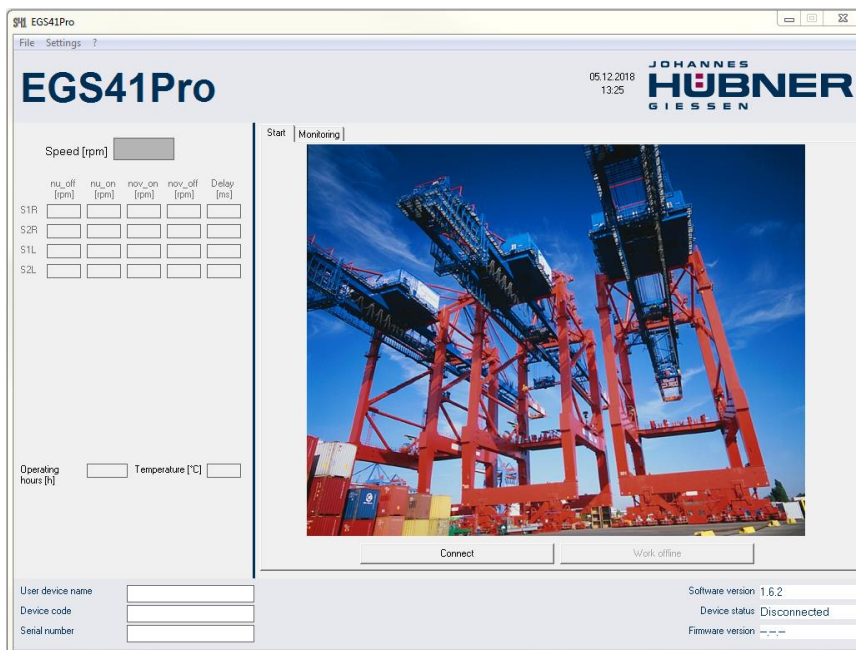 EGS41Pro
File Settings ?
EGS41Pro
05.12.2018
13:25
JOHANNES
HÜBNER
GIESSEN
Start Monitoring
Speed [rpm]
nu_off nu_on nov_on nov_off Delay
[rpm] [rpm] [rpm] [rpm] [ms]
S1R
S2R
S1L
S2L
Operating
hours [h]
Temperature [°C]
Connect Work offline
User device name
Device code
Serial number
Software version 1.6.2
Device status Disconnected
Firmware version --.--.--